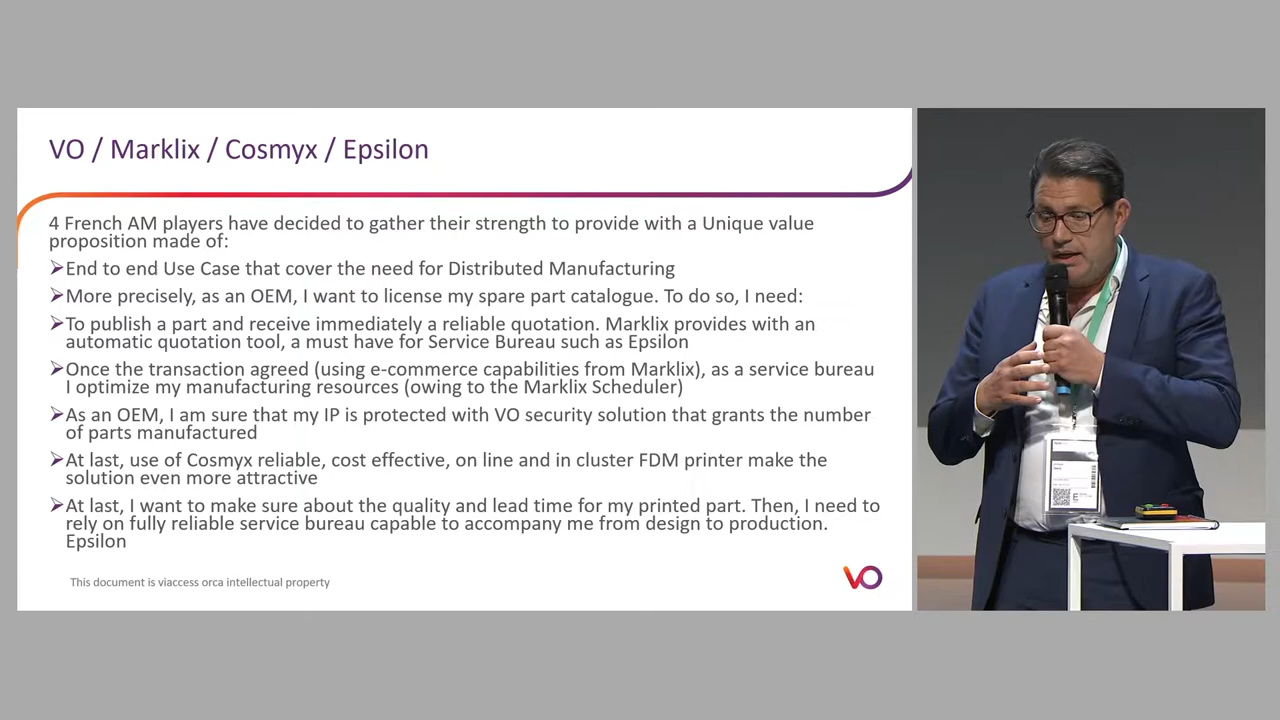 VO / Marklix / Cosmyx / Epsilon
4 French AM players have decided to gather their strength to provide with a Unique value
proposition made of:
➢End to end Use Case that cover the need for Distributed Manufacturing
➢More precisely, as an OEM, I want to license my spare part catalogue. To do so, I need:
➢To publish a part and receive immediately a reliable quotation. Marklix provides with an
automatic quotation tool, a must have for Service Bureau such as Epsilon
➢Once the transaction agreed (using e-commerce capabilities from Marklix), as a service bureau
I optimize my manufacturing resources (owing to the Marklix Scheduler)
➢As an OEM, I am sure that my IP is protected with VO security solution that grants the number
of parts manufactured
➢At last, use of Cosmyx reliable, cost effective, on line and in cluster FDM printer make the
solution even more attractive
➢At last, I want to make sure about the quality and lead time for my printed part. Then, I need to
rely on fully reliable service bureau capable to accompany me from design to production.
Epsilon
This document is viaccess orca intellectual property
VO